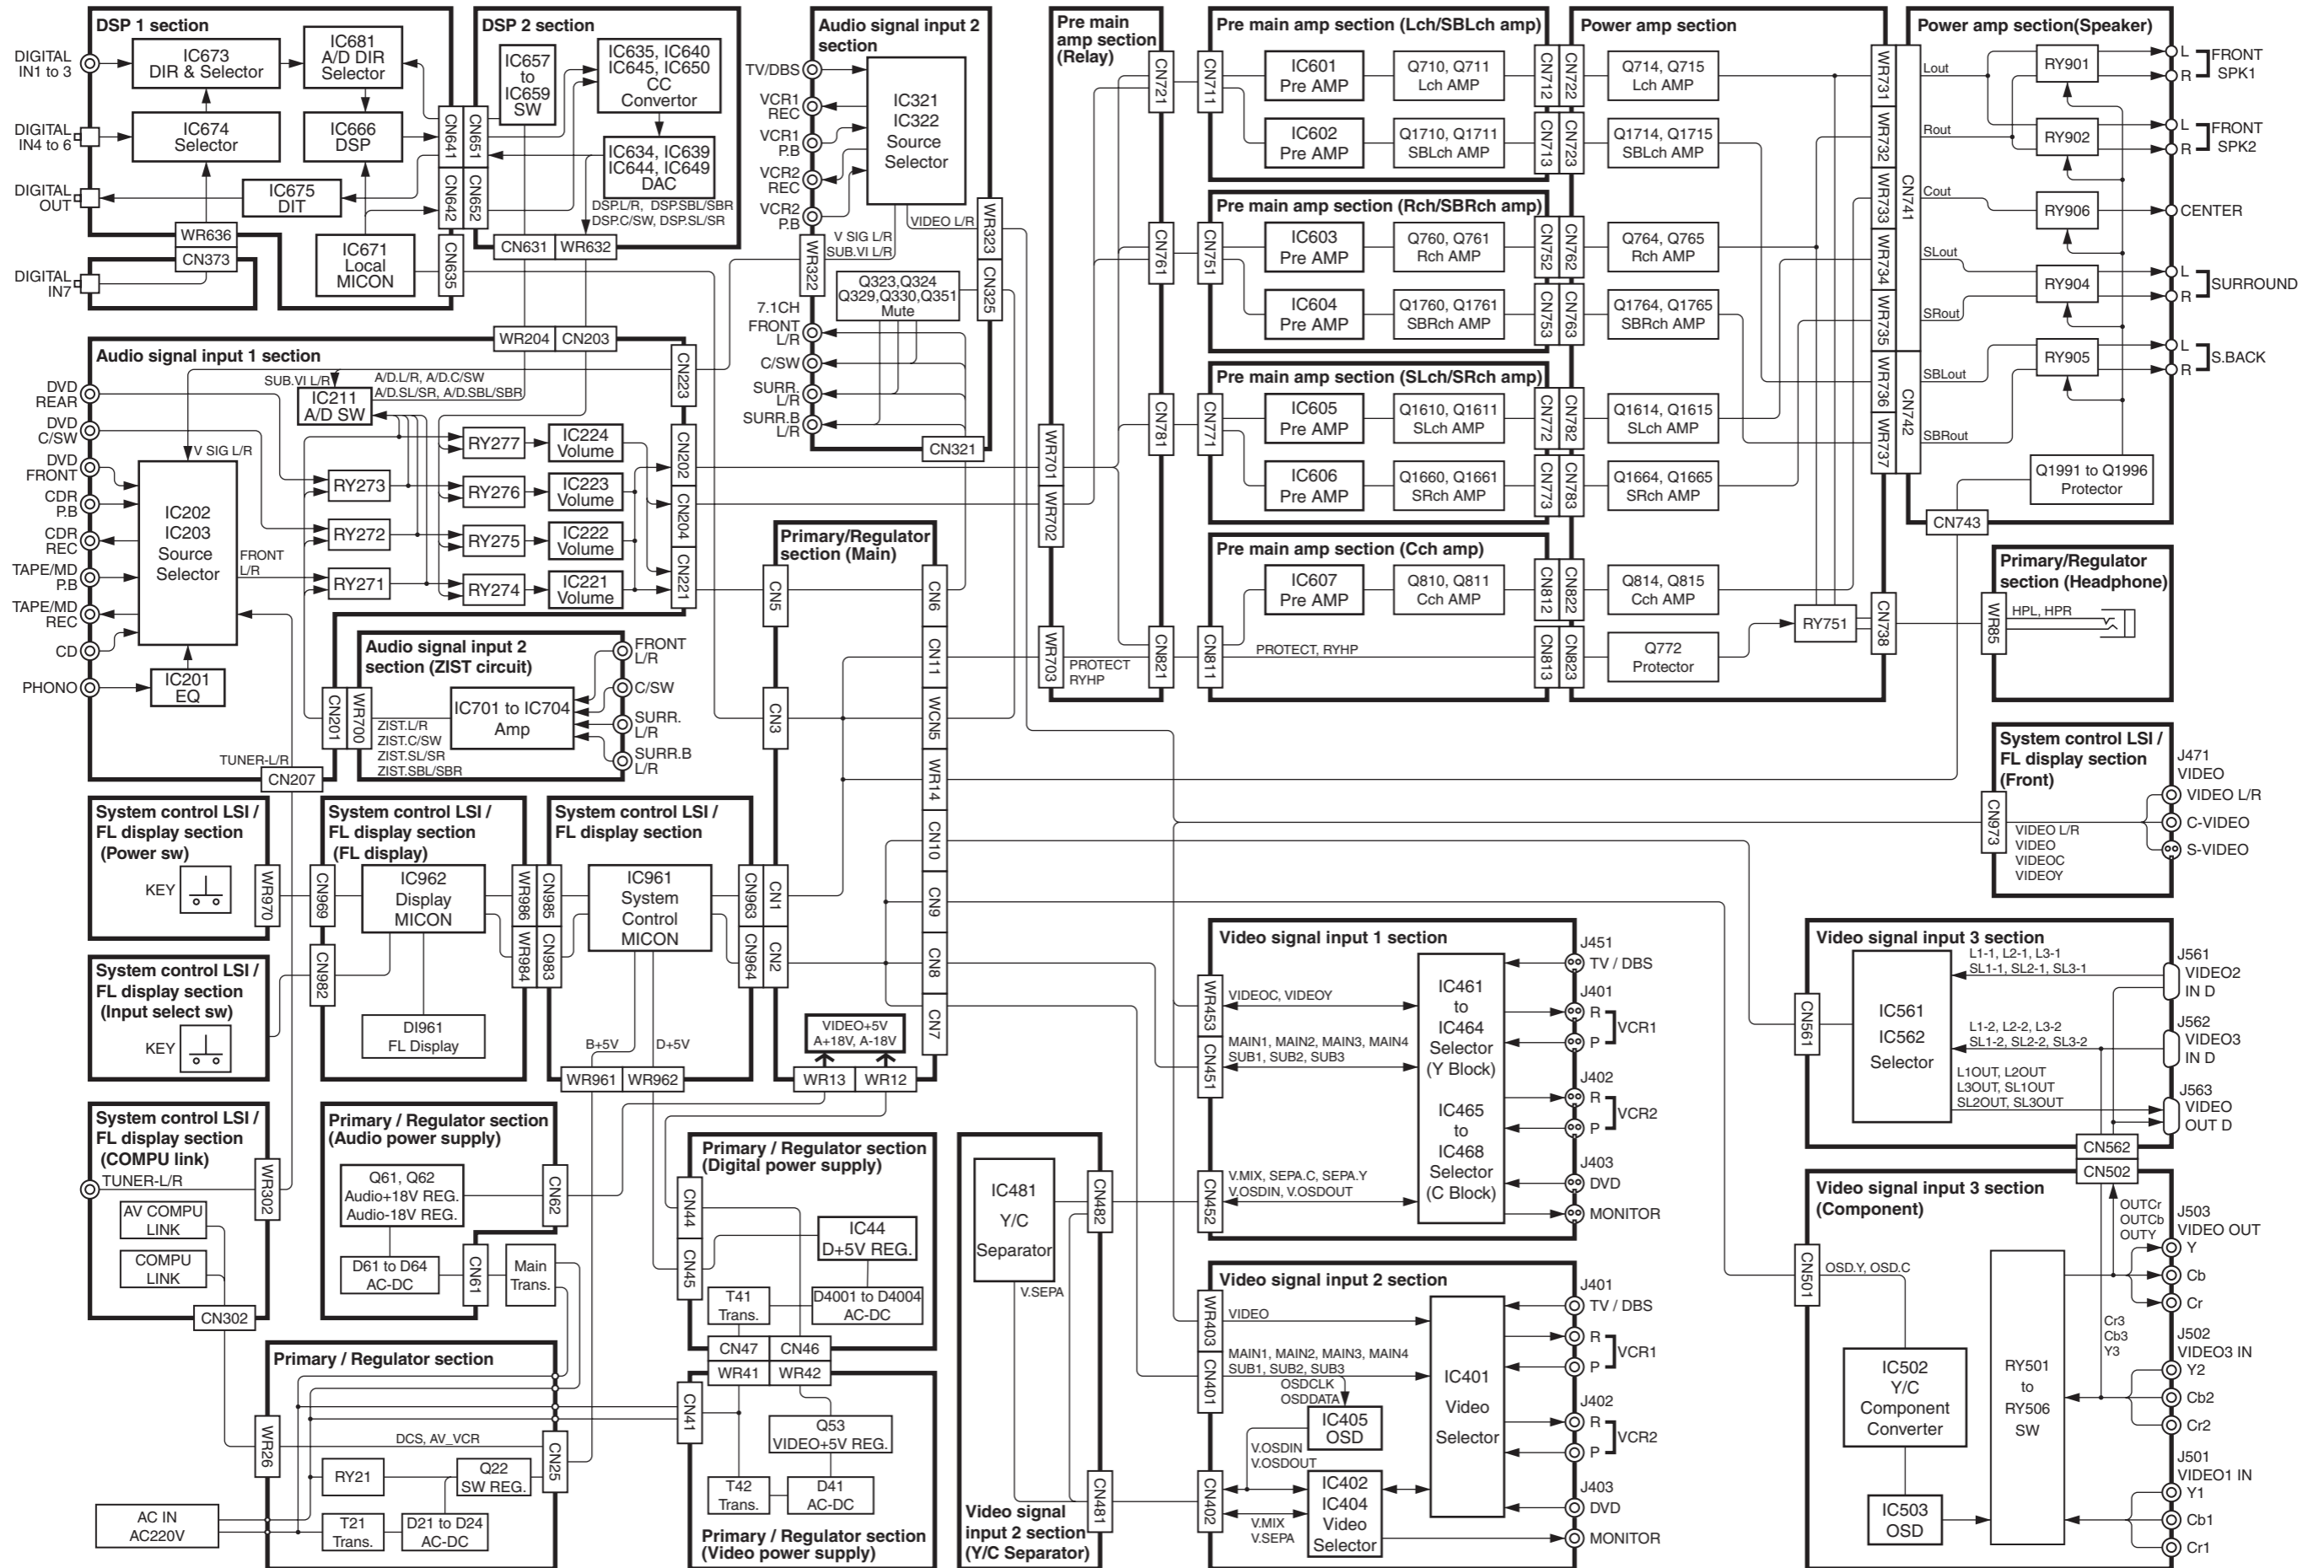 DSP 1 section
DIGITAL
IN1 to 3
IC673
DIR & Selector
IC681
A/D DIR
Selector
DIGITAL
IN4 to 6
IC674
Selector
IC666
DSP
DIGITAL
OUT
IC675
DIT
WR636
CN373
IC671
Local
MICON
DIGITAL
IN7
CN641
CN642
CN635
DSP 2 section
CN651
CN652
IC657
to
IC659
SW
IC635, IC640
IC645, IC650
CC
Convertor
IC634, IC639
IC644, IC649
DAC
DSP.L/R, DSP.SBL/SBR
DSP.C/SW, DSP.SL/SR
CN631
WR632
Audio signal input 2
section
TV/DBS
VCR1
REC
VCR1
P.B
VCR2
REC
VCR2
P.B
IC321
IC322
Source
Selector
VIDEO L/R
V SIG L/R
SUB.VI L/R
WR322
WR323
CN325
Q323,Q324
Q329,Q330,Q351
Mute
7.1CH
FRONT
L/R
C/SW
SURR.
L/R
SURR.B
L/R
CN321
Audio signal input 1 section
WR204
CN203
CN223
DVD
REAR
DVD
C/SW
DVD
FRONT
CDR
P.B
CDR
REC
TAPE/MD
P.B
TAPE/MD
REC
CD
PHONO
SUB.VI L/R
A/D.L/R, A/D.C/SW
A/D.SL/SR, A/D.SBL/SBR
IC211
A/D SW
V SIG L/R
IC202
IC203
Source
Selector
FRONT
L/R
IC201
EQ
RY273
RY272
RY271
RY277
RY276
RY275
RY274
IC224
Volume
IC223
Volume
IC222
Volume
IC221
Volume
CN202
CN204
CN221
TUNER-L/R
CN207
CN201
WR700
Audio signal input 2
section (ZIST circuit)
IC701 to IC704
Amp
ZIST.L/R
ZIST.C/SW
ZIST.SL/SR
ZIST.SBL/SBR
FRONT
L/R
C/SW
SURR.
L/R
SURR.B
L/R
Primary/Regulator
section (Main)
CN5
CN3
CN1
CN2
CN6
CN11
WCN5
WR14
CN10
CN9
CN8
CN7
VIDEO+5V
A+18V, A-18V
WR13
WR12
Pre main
amp section
(Relay)
CN721
CN761
CN781
WR701
WR702
WR703
CN821
PROTECT
RYHP
Pre main amp section (Lch/SBLch amp)
CN711
IC601
Pre AMP
Q710, Q711
Lch AMP
CN712
IC602
Pre AMP
Q1710, Q1711
SBLch AMP
CN713
Pre main amp section (Rch/SBRch amp)
CN751
IC603
Pre AMP
Q760, Q761
Rch AMP
CN752
IC604
Pre AMP
Q1760, Q1761
SBRch AMP
CN753
Pre main amp section (SLch/SRch amp)
CN771
IC605
Pre AMP
Q1610, Q1611
SLch AMP
CN772
IC606
Pre AMP
Q1660, Q1661
SRch AMP
CN773
Pre main amp section (Cch amp)
IC607
Pre AMP
Q810, Q811
Cch AMP
CN812
CN811
PROTECT, RYHP
CN813
Power amp section
CN722
Q714, Q715
Lch AMP
CN723
Q1714, Q1715
SBLch AMP
CN762
Q764, Q765
Rch AMP
CN763
Q1764, Q1765
SBRch AMP
CN782
Q1614, Q1615
SLch AMP
CN783
Q1664, Q1665
SRch AMP
CN822
Q814, Q815
Cch AMP
CN823
Q772
Protector
RY751
WR731
WR732
WR733
WR734
WR735
WR736
WR737
CN738
Power amp section(Speaker)
CN741
CN742
Lout
Rout
Cout
SLout
SRout
SBLout
SBRout
RY901
RY902
RY906
RY904
RY905
L
R
FRONT
SPK1
L
R
FRONT
SPK2
CENTER
L
R
SURROUND
L
R
S.BACK
Q1991 to Q1996
Protector
CN743
Primary/Regulator
section (Headphone)
WR85
HPL, HPR
System control LSI /
FL display section
(Front)
CN973
VIDEO L/R
VIDEO
VIDEOC
VIDEOY
J471
VIDEO
VIDEO L/R
C-VIDEO
S-VIDEO
System control LSI /
FL display section
(Power sw)
KEY
WR970
System control LSI /
FL display section
(FL display)
CN969
CN982
IC962
Display
MICON
DI961
FL Display
WR986
WR984
System control LSI /
FL display section
CN985
CN983
IC961
System
Control
MICON
CN963
CN964
B+5V
D+5V
WR961
WR962
System control LSI /
FL display section
(Input select sw)
KEY
System control LSI /
FL display section
(COMPU link)
TUNER-L/R
WR302
AV COMPU
LINK
COMPU
LINK
CN302
Primary / Regulator section
(Audio power supply)
Q61, Q62
Audio+18V REG.
Audio-18V REG.
CN62
D61 to D64
AC-DC
CN61
Main
Trans.
Primary / Regulator section
WR26
DCS, AV_VCR
CN25
RY21
Q22
SW REG.
T21
Trans.
D21 to D24
AC-DC
AC IN
AC220V
Primary / Regulator section
(Digital power supply)
CN44
CN45
IC44
D+5V REG.
T41
Trans.
D4001 to D4004
AC-DC
CN47
CN46
WR41
WR42
CN41
Q53
VIDEO+5V REG.
T42
Trans.
D41
AC-DC
Primary / Regulator section
(Video power supply)
IC481
Y/C
Separator
CN482
V.SEPA
CN481
Video signal
input 2 section
(Y/C Separator)
Video signal input 1 section
WR453
VIDEOC, VIDEOY
CN451
MAIN1, MAIN2, MAIN3, MAIN4
SUB1, SUB2, SUB3
CN452
V.MIX, SEPA.C, SEPA.Y
V.OSDIN, V.OSDOUT
IC461
to
IC464
Selector
(Y Block)
IC465
to
IC468
Selector
(C Block)
J451
TV / DBS
J401
R
P
VCR1
J402
R
P
VCR2
J403
DVD
MONITOR
Video signal input 2 section
WR403
VIDEO
CN401
MAIN1, MAIN2, MAIN3, MAIN4
SUB1, SUB2, SUB3
OSDCLK
OSDDATA
IC405
OSD
V.OSDIN
V.OSDOUT
CN402
IC402
IC404
Video
Selector
V.MIX
V.SEPA
IC401
Video
Selector
J401
TV / DBS
R
P
VCR1
J402
R
P
VCR2
J403
DVD
MONITOR
Video signal input 3 section
CN561
IC561
IC562
Selector
L1-1, L2-1, L3-1
SL1-1, SL2-1, SL3-1
L1-2, L2-2, L3-2
SL1-2, SL2-2, SL3-2
L1OUT, L2OUT
L3OUT, SL1OUT
SL2OUT, SL3OUT
J561
VIDEO2
IN D
J562
VIDEO3
IN D
J563
VIDEO
OUT D
CN562
CN502
Video signal input 3 section
(Component)
CN501
OSD.Y, OSD.C
IC502
Y/C
Component
Converter
IC503
OSD
RY501
to
RY506
SW
OUTCr
OUTCb
OUTY
Cr3
Cb3
Y3
J503
VIDEO OUT
Y
Cb
Cr
J502
VIDEO3 IN
Y2
Cb2
Cr2
J501
VIDEO1 IN
Y1
Cb1
Cr1